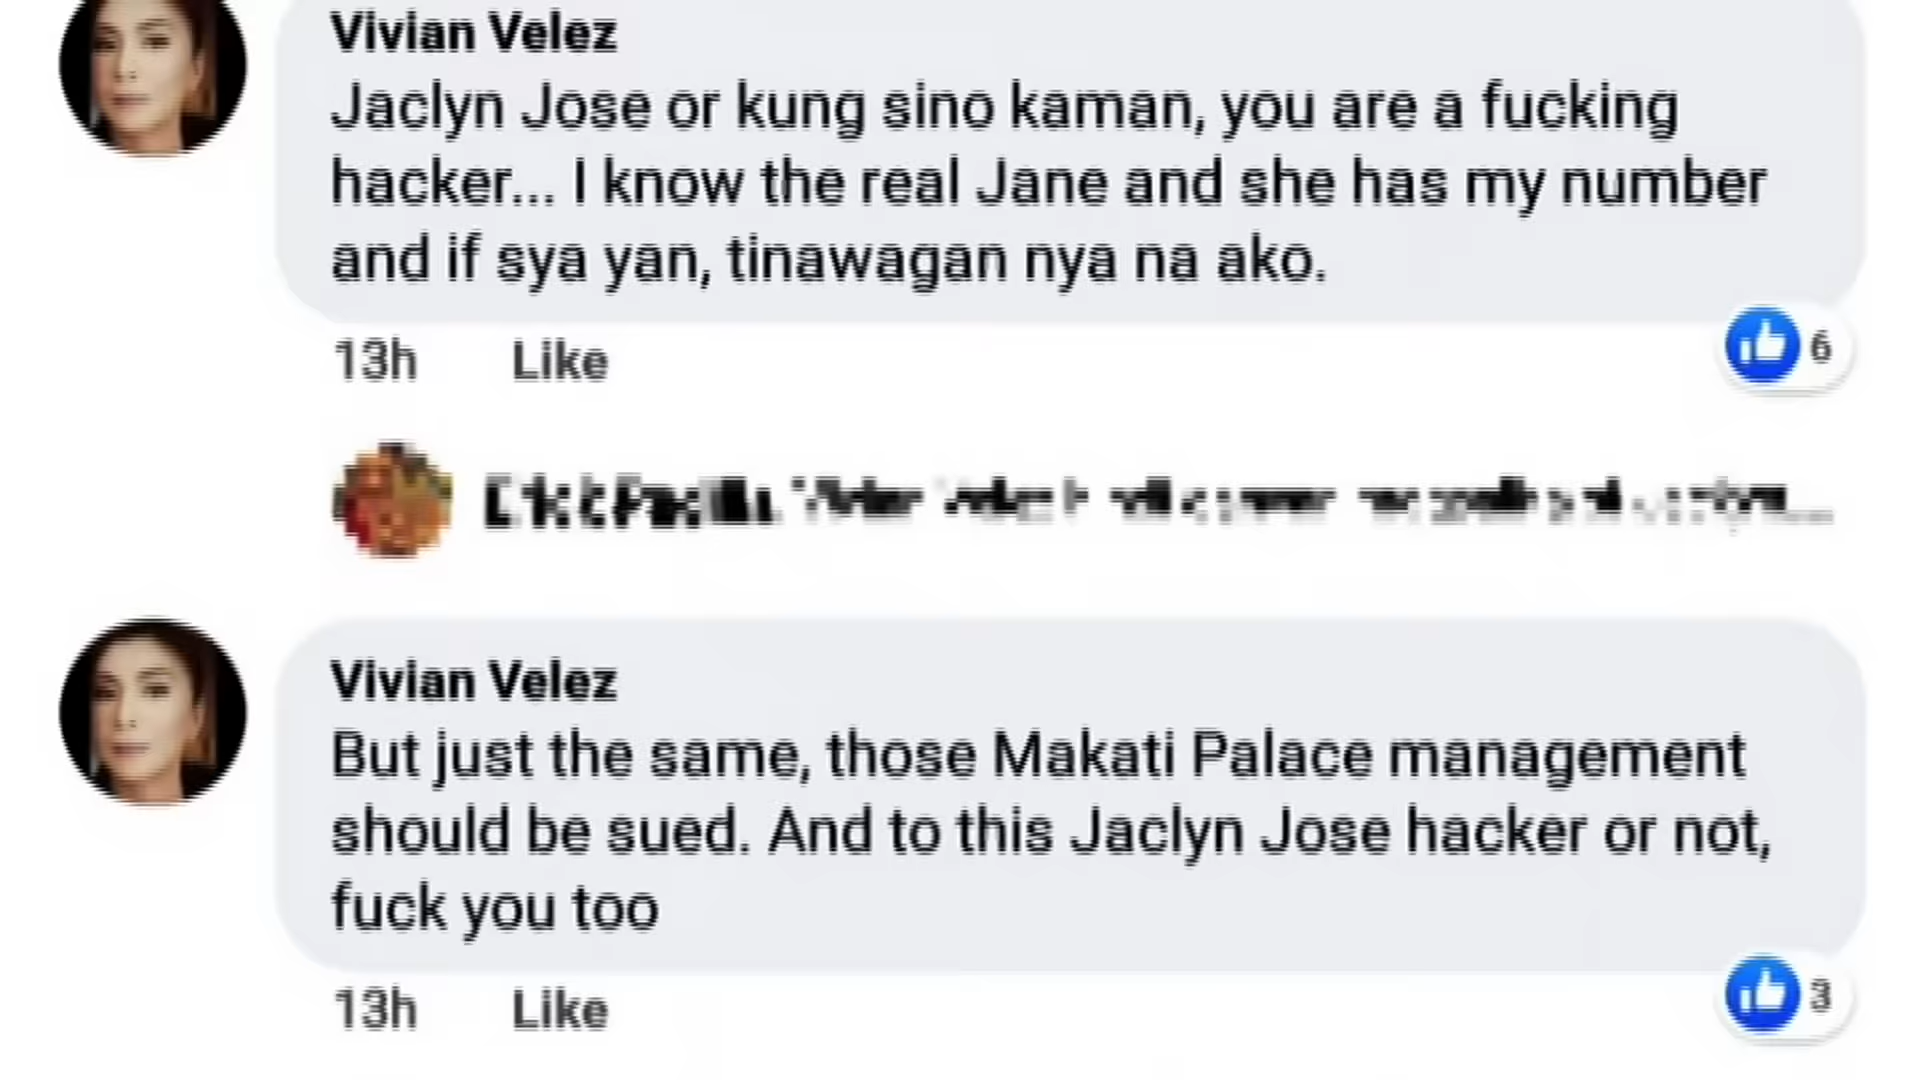 Vivian Velez
Jaclyn Jose or kung sino kaman, you are a fucking
hacker... I know the real Jane and she has my number
and if sya yan, tinawagan nya na ako.
13h Like 6
Vivian Velez
But just the same, those Makati Palace management
should be sued. And to this Jaclyn Jose hacker or not,
fuck you too
13h Like 3